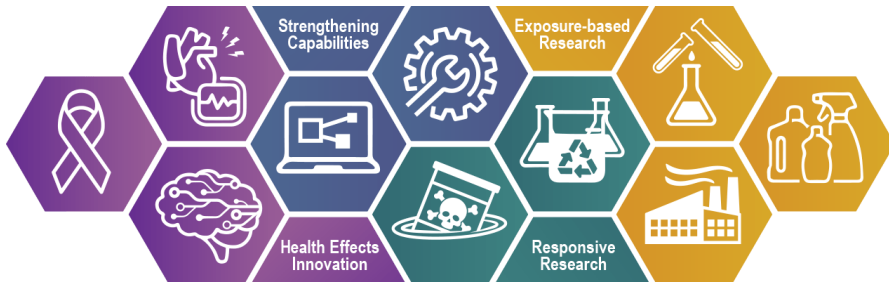 Strengthening
Capabilities
Exposure-based
Research
Health Effects
Innovation
Responsive
Research